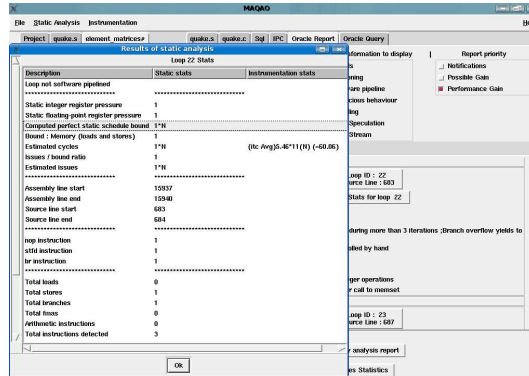 MAQAO
File Static Analysis Instrumentation
Project quake.s element_matrices# quake.s quake.c Sql IPC Oracle Report Oracle Query
Results of static analysis
Loop 22 Stats
Description Static stats Instrumentation stats
Loop not software pipelined
Static integer register pressure 1
Static floating-point register pressure 1
Computed perfect static schedule bound 1*N
Bound : Memory (loads and stores) 1
Estimated cycles 1*N (itc Avg)5.46*11(N) (=60.06)
Issues / bound ratio 1
Estimated issues 1*N
Assembly line start 15937
Assembly line end 15940
Source line start 683
Source line end 684
nop instruction 1
stfd instruction 1
br instruction 1
Total loads 0
Total stores 1
Total branches 1
Total fmas 0
Arithmetic instructions 0
Total instructions detected 3
Ok
formation to display Report priority
Notifications
Possible Gain
Performance Gain
ning
are pipeline
cious behaviour
ing
Speculation
Stream
oop ID : 22
urce Line : 683
Stats for loop 22
during more than 3 iterations ;Branch overflow yields to
olled by hand
ger operations
r call to memset
oop ID : 23
urce Line : 687
analysis report
es Statistics